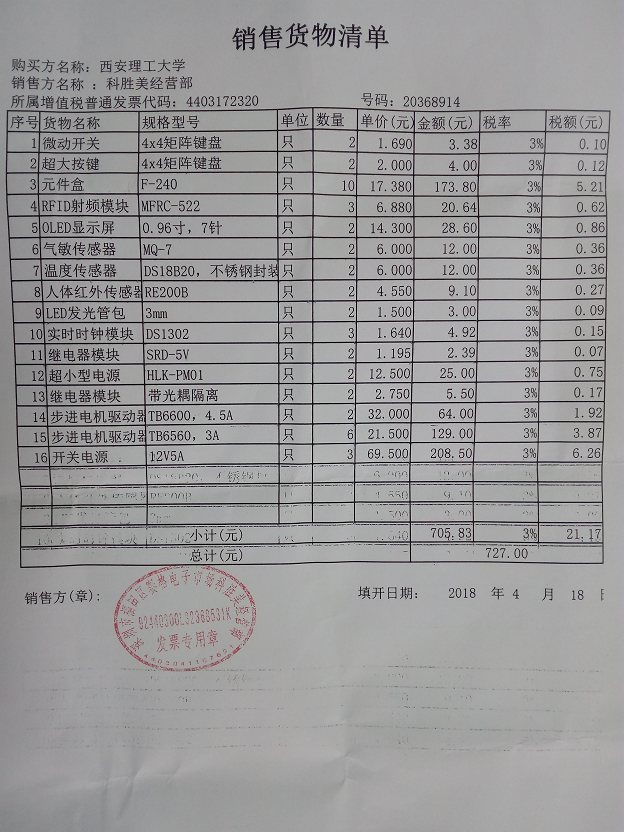 销售货物清单
购买方名称：西安理工大学
销售方名称 ：科胜美经营部
所属增值税普通发票代码：4403172320 号码：20368914
序号 货物名称 规格型号 单位 数量 单价(元) 金额(元) 税率 税额(元)
1 微动开关 4x4矩阵键盘 只 2 1.690 3.38 3% 0.10
2 超大按键 4x4矩阵键盘 只 2 2.000 4.00 3% 0.12
3 元件盒 F-240 只 10 17.380 173.80 3% 5.21
4 RFID射频模块 MFRC-522 只 3 6.880 20.64 3% 0.62
5 OLED显示屏 0.96寸，7针 只 2 14.300 28.60 3% 0.86
6 气敏传感器 MQ-7 只 2 6.000 12.00 3% 0.36
7 温度传感器 DS18B20，不锈钢封装 只 2 6.000 12.00 3% 0.36
8 人体红外传感器 RE200B 只 2 4.550 9.10 3% 0.27
9 LED发光管包 3mm 只 2 1.500 3.00 3% 0.09
10 实时时钟模块 DS1302 只 3 1.640 4.92 3% 0.15
11 继电器模块 SRD-5V 只 2 1.195 2.39 3% 0.07
12 超小型电源 HLK-PM01 只 2 12.500 25.00 3% 0.75
13 继电器模块 带光耦隔离 只 2 2.750 5.50 3% 0.17
14 步进电机驱动器 TB6600，4.5A 只 2 32.000 64.00 3% 1.92
15 步进电机驱动器 TB6560，3A 只 6 21.500 129.00 3% 3.87
16 开关电源 12V5A 只 3 69.500 208.50 3% 6.26
小计(元) 705.83 3% 21.17
总计(元) 727.00
销售方(章): 填开日期: 2018 年 4 月 18
发票专用章